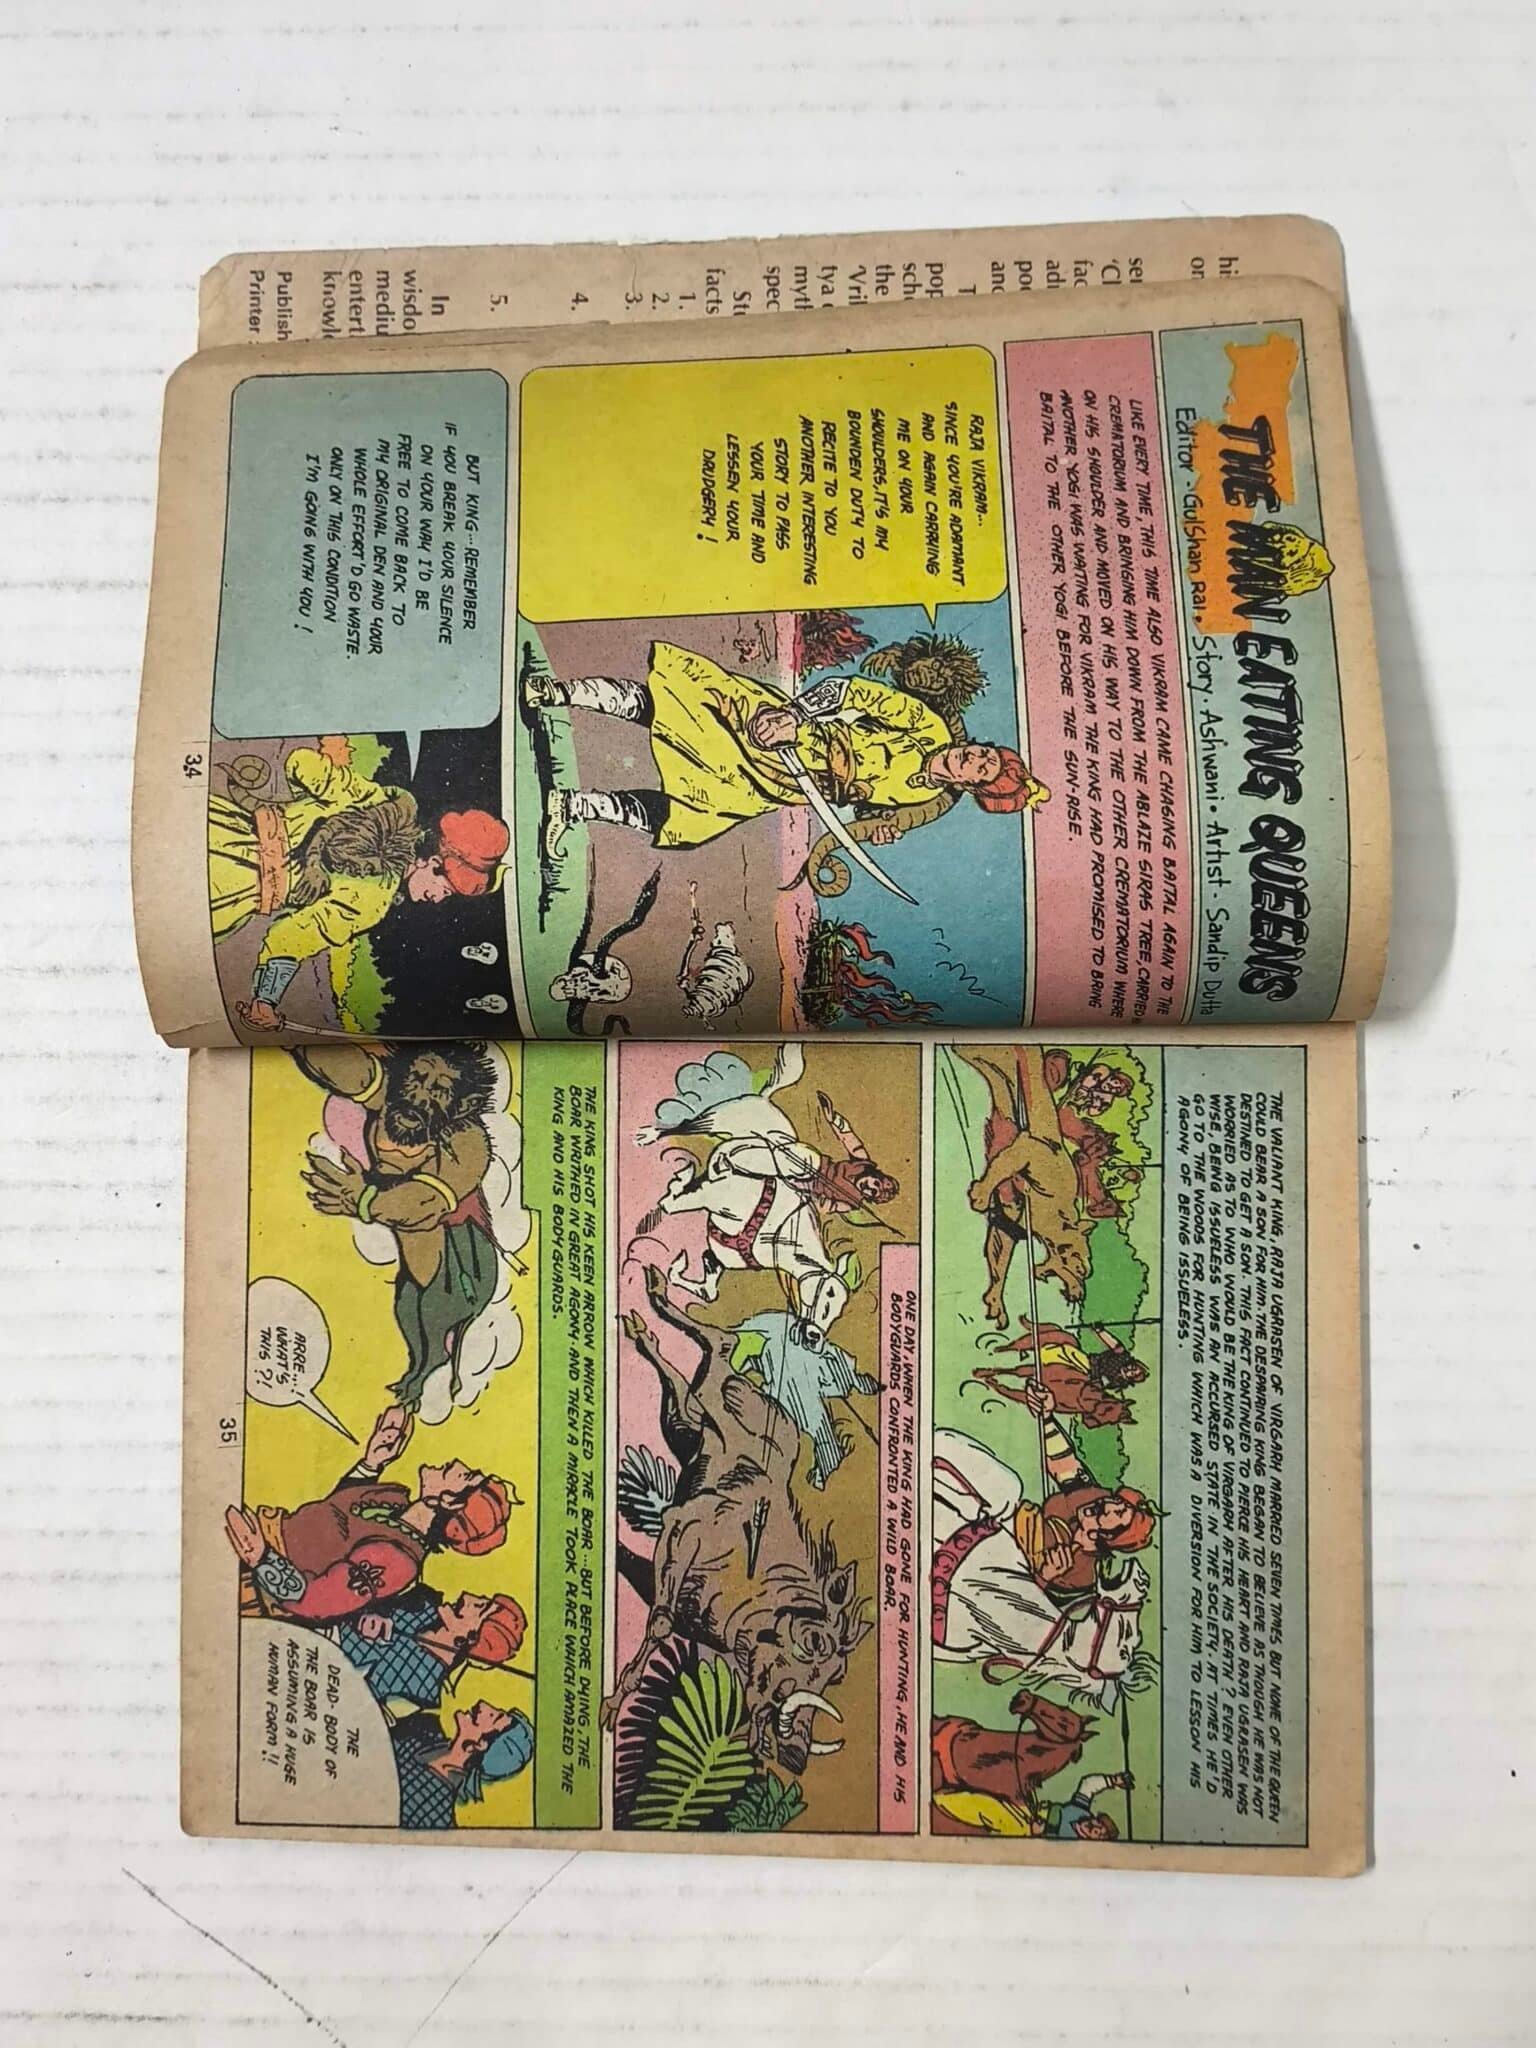 THE MAN EATING QUEENS
Editor - Gulshan Rai. Story. Ashwani. Artist - Sandip Dutta
LIKE EVERY TIME, THIS TIME ALSO VIKRAM CAME CHASING BAITAL AGAIN TO THE
CREMATORIUM AND BRINGING HIM DOWN FROM THE ABLAZE SIRAS TREE, CARRIED
ON HIS SHOULDER AND MOVED ON HIS WAY TO THE OTHER CREMATORIUM WHERE
ANOTHER YOGI WAS WAITING FOR VIKRAM. THE KING HAD PROMISED TO BRING
BAITAL TO THE OTHER YOGI BEFORE THE SUN-RISE.
RAJA VIKRAM...
SINCE YOU'RE ADAMANT
AND AGAIN CARRYING
ME ON YOUR
SHOULDERS, IT'S MY
BOUNDEN DUTY TO
RECITE TO YOU
ANOTHER INTERESTING
STORY TO PASS
YOUR TIME AND
LESSEN YOUR
DRUDGERY!
BUT KING... REMEMBER
IF YOU BREAK YOUR SILENCE
ON YOUR WAY I'D BE
FREE TO COME BACK TO
MY ORIGINAL DEN AND YOUR
WHOLE EFFORT'D GO WASTE.
ONLY ON THIS CONDITION
I'M GOING WITH YOU!
34
THE VALIANT KING, RAJA UGRASEN OF VIRGARH MARRIED SEVEN TIMES BUT NONE OF THE QUEEN
COULD BEAR A SON FOR HIM. THE DESPAIRING KING BEGAN TO BELIEVE AS THOUGH HE WAS NOT
DESTINED TO GET A SON. THIS FACT CONTINUED TO PIERCE HIS HEART AND RAJA UGRASEN WAS
WORRIED AS TO WHO WOULD BE THE KING OF VIRGARH AFTER HIS DEATH? EVEN OTHER
WISE, BEING ISSUELESS WAS AN ACCURSED STATE IN THE SOCIETY. AT TIMES HE'D
GO TO THE WOODS FOR HUNTING WHICH WAS A DIVERSION FOR HIM TO LESSON HIS
AGONY OF BEING ISSUELESS.
ONE DAY, WHEN THE KING HAD GONE FOR HUNTING, HE AND HIS
BODYGUARDS CONFRONTED A WILD BOAR.
THE KING SHOT HIS KEEN ARROW WHICH KILLED THE BOAR... BUT BEFORE DYING, THE
BOAR WRITHED IN GREAT AGONY. AND THEN A MIRACLE TOOK PLACE WHICH AMAZED THE
KING AND HIS BODYGUARDS.
ARRE...!
WHAT'S
THIS?!
THE
DEAD-BODY OF
THE BOAR IS
ASSUMING A HUGE
HUMAN FORM!!
35
In
wisdo
mediu
entert
knowle
Publish
Printer :
facts
1.
2.
3.
4.
5.